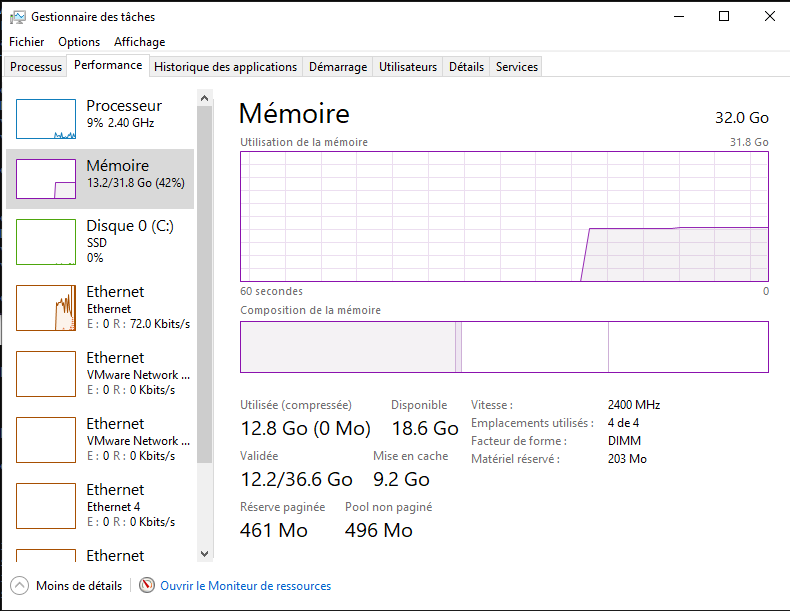 Gestionnaire des tâches
Fichier Options Affichage
Processus Performance Historique des applications Démarrage Utilisateurs Détails Services
Processeur
9% 2.40 GHz
Mémoire
13.2/31.8 Go (42%)
Disque 0 (C:)
SSD
0%
Ethernet
Ethernet
E : 0 R : 72.0 Kbits/s
Ethernet
VMware Network ...
E : 0 R : 0 Kbits/s
Ethernet
VMware Network ...
E : 0 R : 0 Kbits/s
Ethernet
Ethernet 4
E : 0 R : 0 Kbits/s
Ethernet
Mémoire 32.0 Go
Utilisation de la mémoire 31.8 Go
60 secondes 0
Composition de la mémoire
Utilisée (compressée) Disponible
12.8 Go (0 Mo) 18.6 Go
Validée Mise en cache
12.2/36.6 Go 9.2 Go
Réserve paginée Pool non paginé
461 Mo 496 Mo
Vitesse : 2400 MHz
Emplacements utilisés : 4 de 4
Facteur de forme : DIMM
Matériel réservé : 203 Mo
Moins de détails Ouvrir le Moniteur de ressources